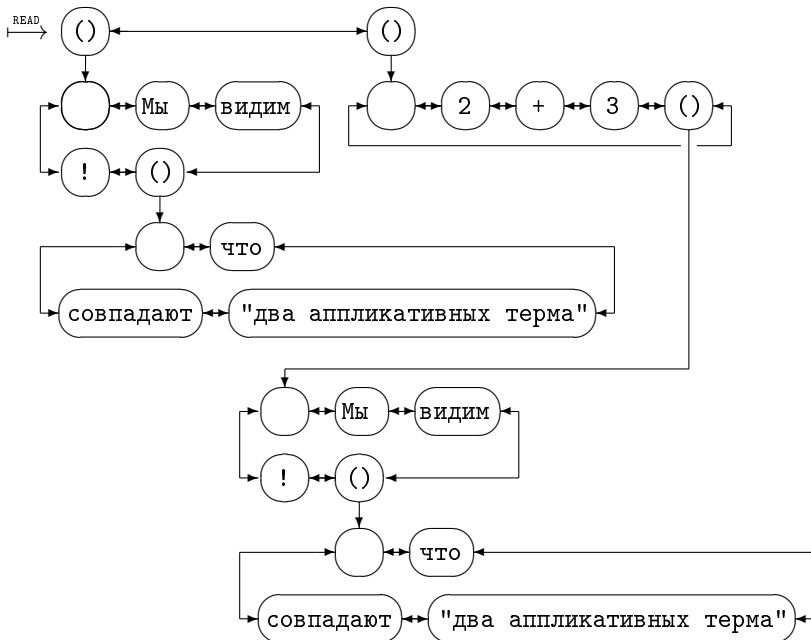 READ
() ()
Мы видим 2 + 3 ()
! ()
что
совпадают "два аппликативных терма"
Мы видим
! ()
что
совпадают "два аппликативных терма"